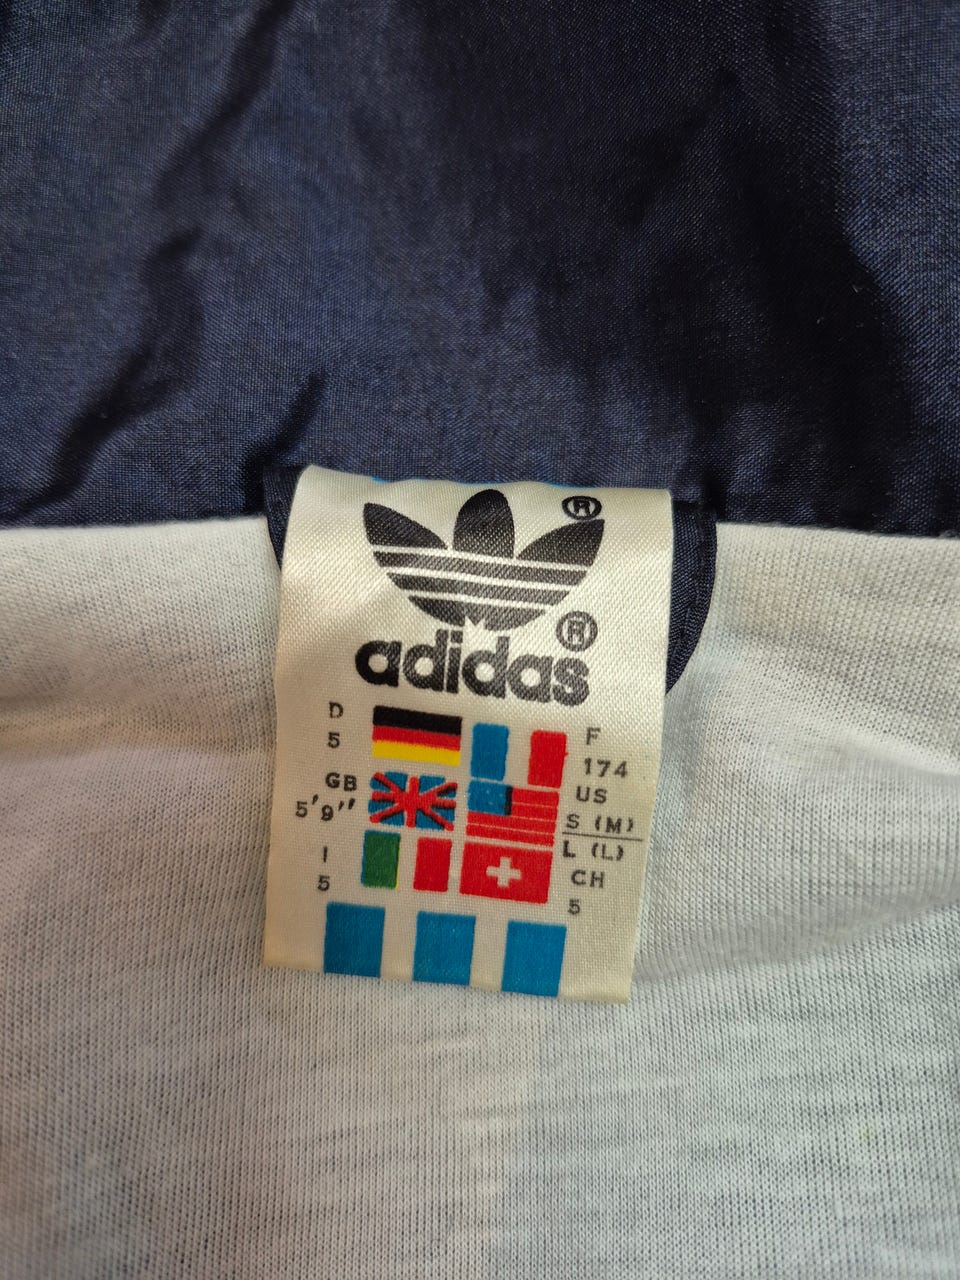 ®
®
adidas
D
5
F
174
GB
5'9"
US
S (M)
L (L)
I
5
CH
5